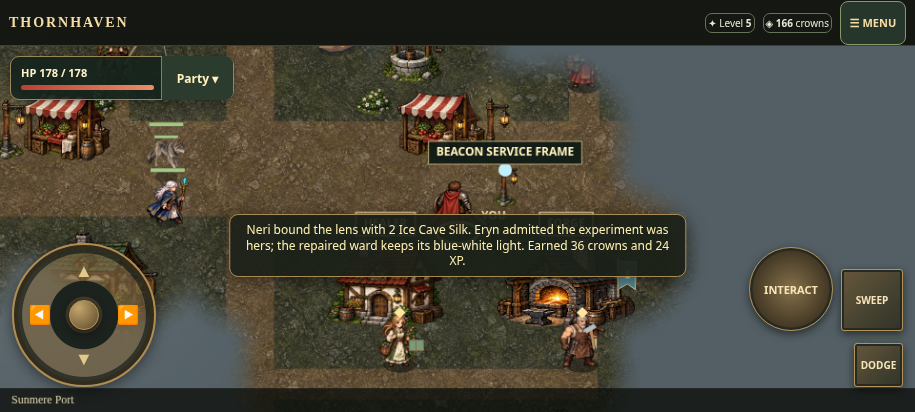 THORNHAVEN
✦ Level 5
◈ 166 crowns
☰ MENU
HP 178 / 178
Party ▾
BEACON SERVICE FRAME
YOU
Neri bound the lens with 2 Ice Cave Silk. Eryn admitted the experiment was
hers; the repaired ward keeps its blue-white light. Earned 36 crowns and 24
XP.
INTERACT
SWEEP
DODGE
Sunmere Port